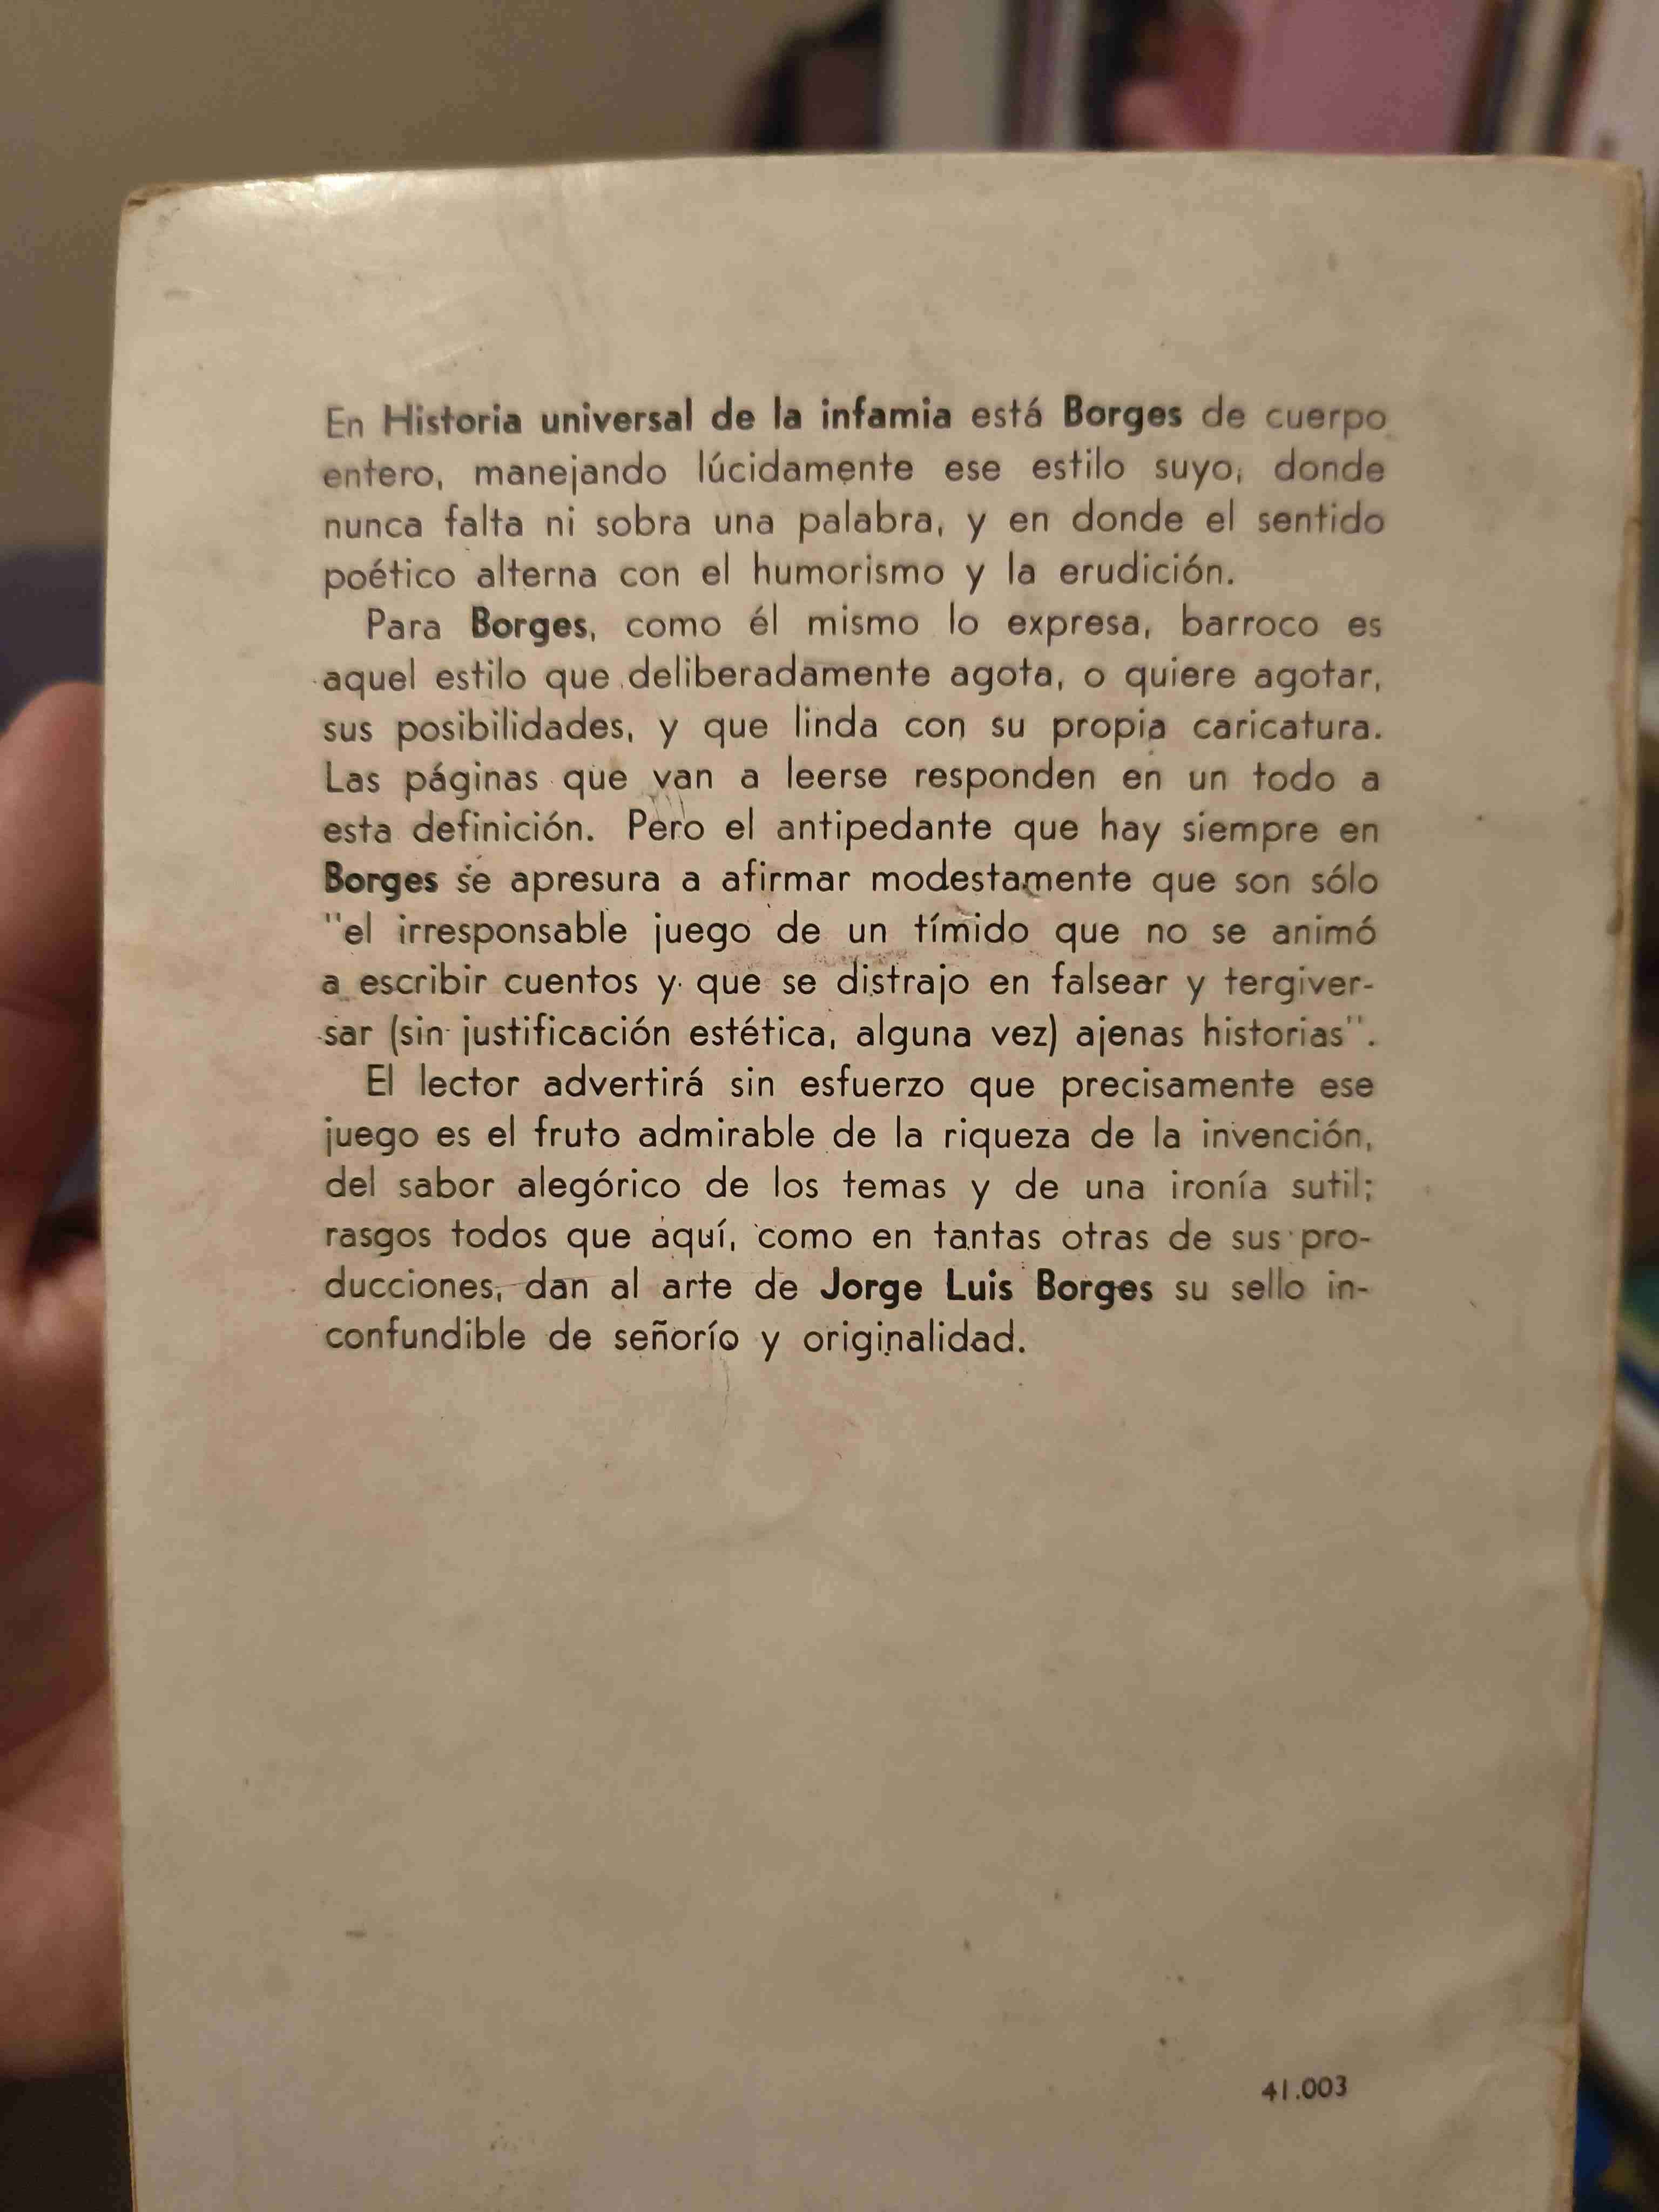 En Historia universal de la infamia está Borges de cuerpo
entero, manejando lúcidamente ese estilo suyo, donde
nunca falta ni sobra una palabra, y en donde el sentido
poético alterna con el humorismo y la erudición.
Para Borges, como él mismo lo expresa, barroco es
aquel estilo que deliberadamente agota, o quiere agotar,
sus posibilidades, y que linda con su propia caricatura.
Las páginas que van a leerse responden en un todo a
esta definición. Pero el antipedante que hay siempre en
Borges se apresura a afirmar modestamente que son sólo
"el irresponsable juego de un tímido que no se animó
a escribir cuentos y que se distrajo en falsear y tergiver-
sar (sin justificación estética, alguna vez) ajenas historias".
El lector advertirá sin esfuerzo que precisamente ese
juego es el fruto admirable de la riqueza de la invención,
del sabor alegórico de los temas y de una ironía sutil;
rasgos todos que aquí, como en tantas otras de sus pro-
ducciones, dan al arte de Jorge Luis Borges su sello in-
confundible de señorío y originalidad.
41.003